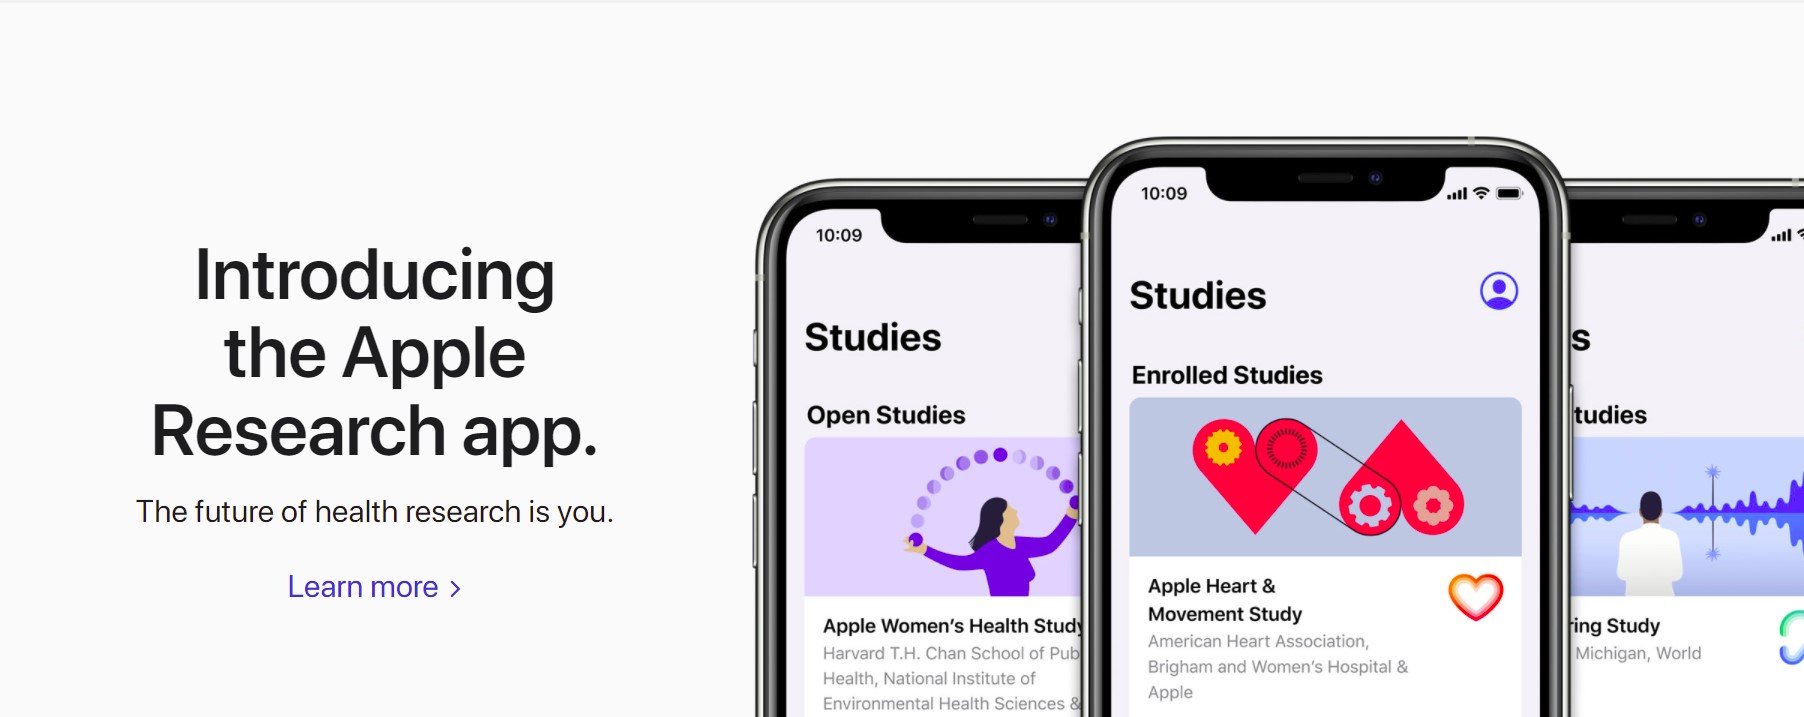 Introducing
the Apple
Research app.
The future of health research is you.
Learn more >
10:09
Studies
Open Studies
Apple Women’s Health Study
Harvard T.H. Chan School of Pub
Health, National Institute of
Environmental Health Sciences &
10:09
Studies
Enrolled Studies
Apple Heart &
Movement Study
American Heart Association,
Brigham and Women’s Hospital &
Apple
s
tudies
ring Study
Michigan, World